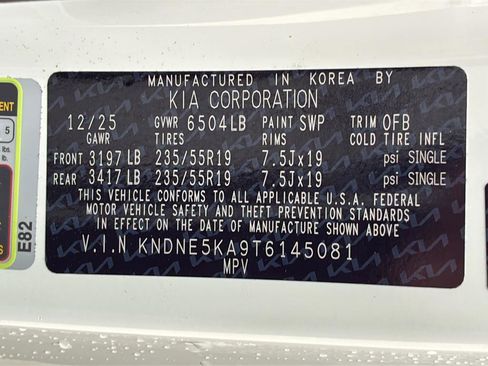 MANUFACTURED IN KOREA BY
KIA CORPORATION
12/25 GVWR 6504LB PAINT SWP TRIM OFB
GAWR TIRES RIMS COLD TIRE INFL
FRONT 3197 LB 235/55R19 7.5Jx19 psi SINGLE
REAR 3417 LB 235/55R19 7.5Jx19 psi SINGLE
THIS VEHICLE CONFORMS TO ALL APPLICABLE U.S.A. FEDERAL
MOTOR VEHICLE SAFETY AND THEFT PREVENTION STANDARDS
IN EFFECT ON THE DATE OF MANUFACTURE SHOWN ABOVE
V.I.N KNDNE5KA9T6145081
MPV
E82
5
lbs.